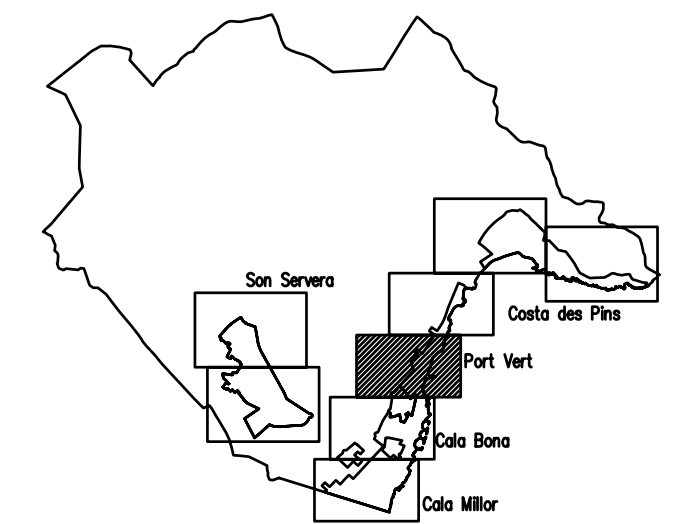 Son Servera
Costa des Pins
Port Vert
Cala Bona
Cala Millor